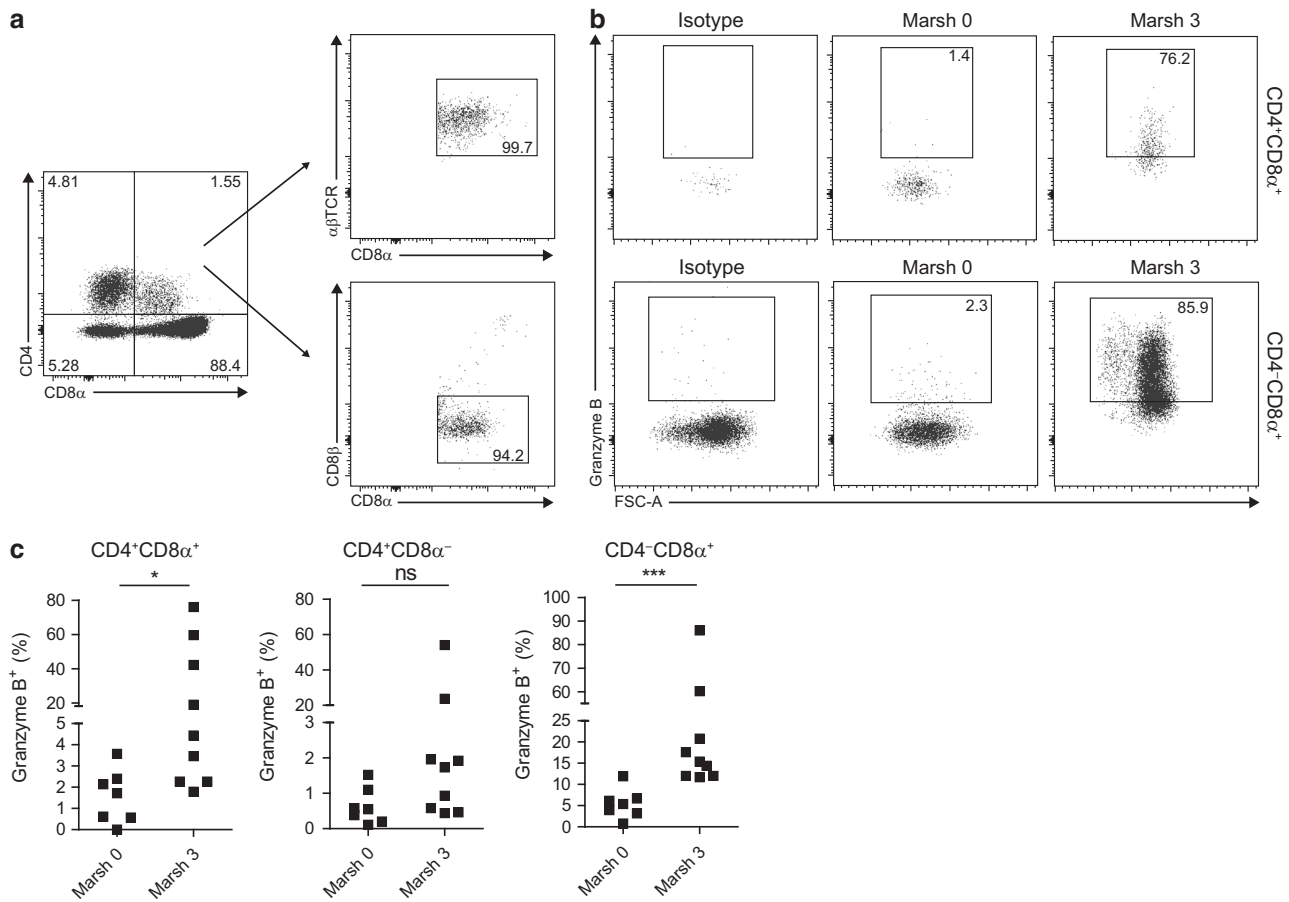 a
4.81
1.55
5.28
88.4
CD4
CD8α
99.7
αβTCR
CD8α
94.2
CD8β
CD8α
b
Isotype
Marsh 0
Marsh 3
1.4
76.2
CD4⁺CD8α⁺
Isotype
Marsh 0
Marsh 3
2.3
85.9
CD4⁻CD8α⁺
Granzyme B
FSC-A
c
CD4⁺CD8α⁺
*
Granzyme B⁺ (%)
80
60
40
20
5
4
3
2
1
0
Marsh 0
Marsh 3
CD4⁺CD8α⁻
ns
Granzyme B⁺ (%)
80
60
40
20
3
2
1
0
Marsh 0
Marsh 3
CD4⁻CD8α⁺
***
Granzyme B⁺ (%)
100
90
80
70
60
25
20
15
10
5
0
Marsh 0
Marsh 3